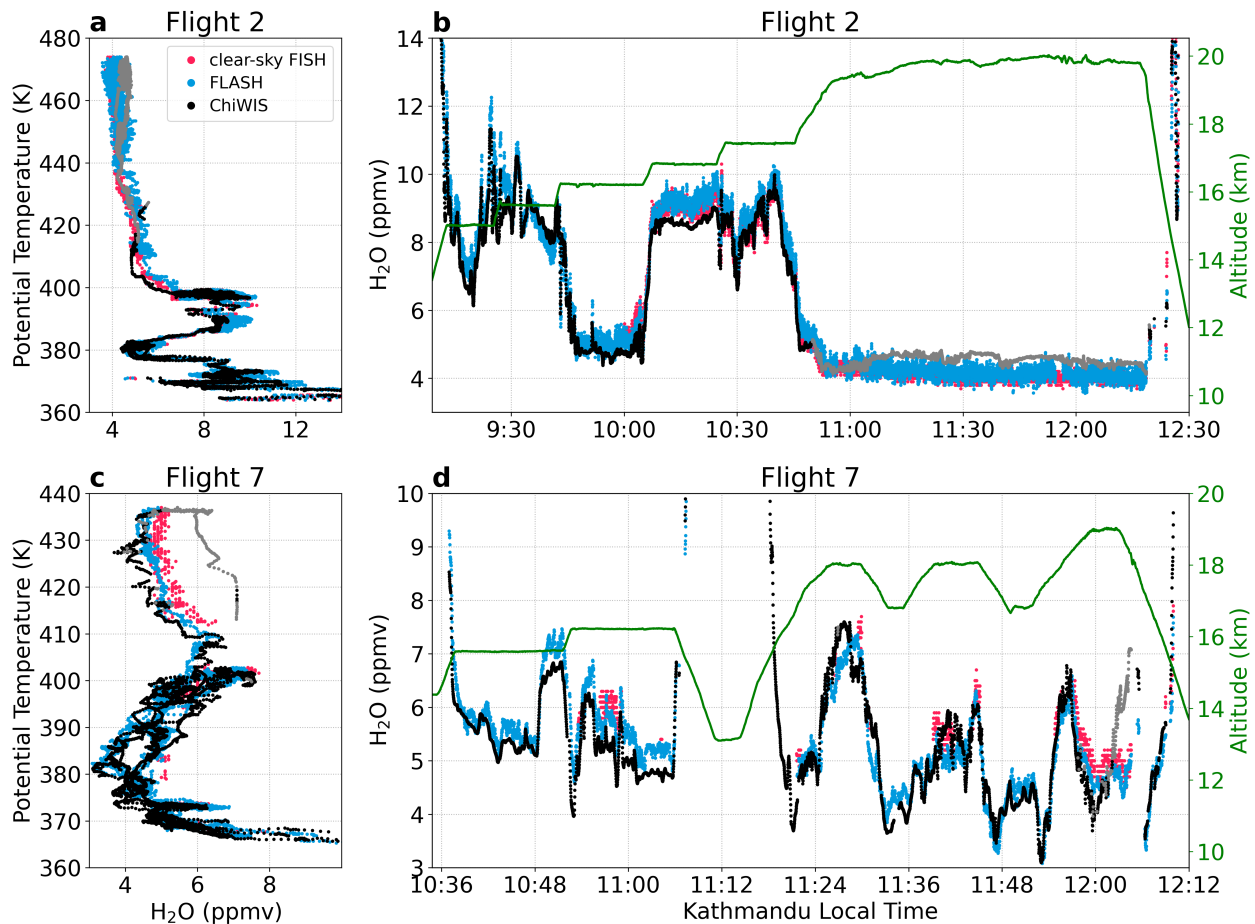 a Flight 2
480
460
440
420
400
380
360
Potential Temperature (K)
clear-sky FISH
FLASH
ChiWIS
4 8 12
b Flight 2
14
12
10
8
6
4
H₂O (ppmv)
20
18
16
14
12
10
Altitude (km)
9:30 10:00 10:30 11:00 11:30 12:00 12:30
c Flight 7
440
430
420
410
400
390
380
370
360
Potential Temperature (K)
4 6 8
H₂O (ppmv)
d Flight 7
10
9
8
7
6
5
4
3
H₂O (ppmv)
20
18
16
14
12
10
Altitude (km)
10:36 10:48 11:00 11:12 11:24 11:36 11:48 12:00 12:12
Kathmandu Local Time